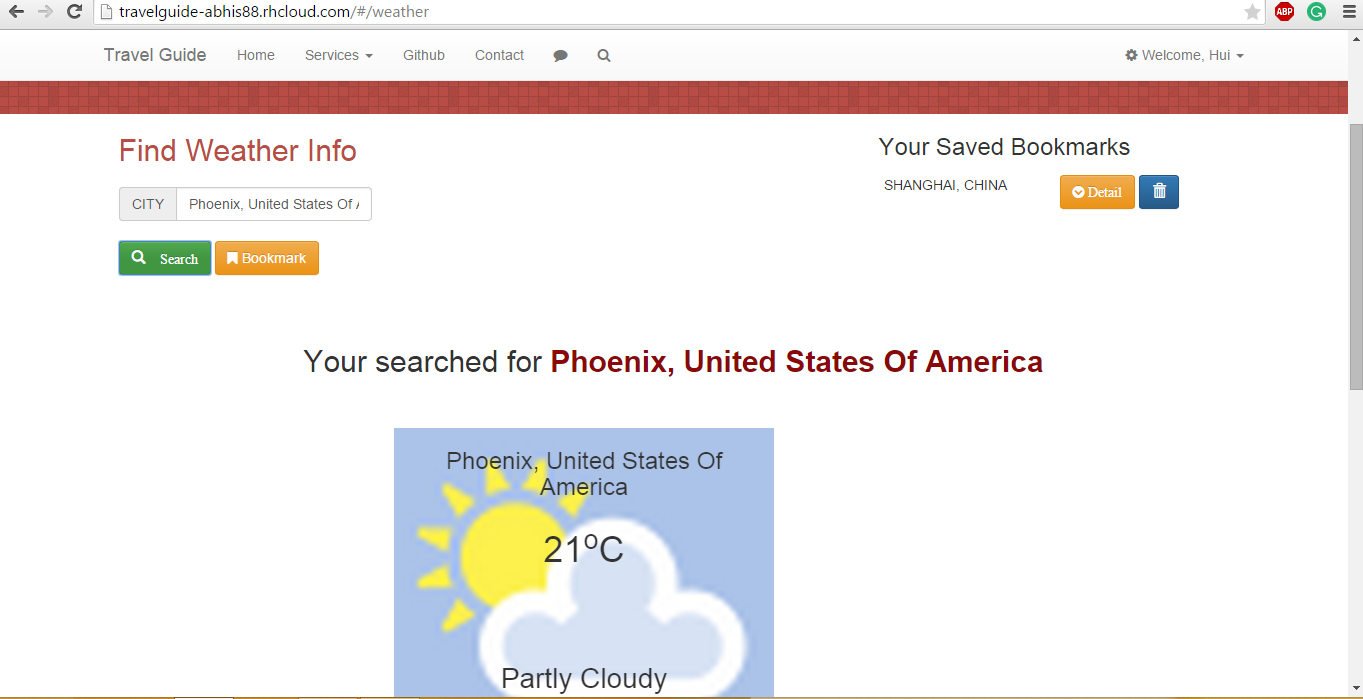 travelguide-abhis88.rhcloud.com/#/weather
ABP
Travel Guide Home Services Github Contact Welcome, Hui
Find Weather Info
Your Saved Bookmarks
CITY Phoenix, United States Of
SHANGHAI, CHINA Detail
Search Bookmark
Your searched for Phoenix, United States Of America
Phoenix, United States Of
America
21ºC
Partly Cloudy